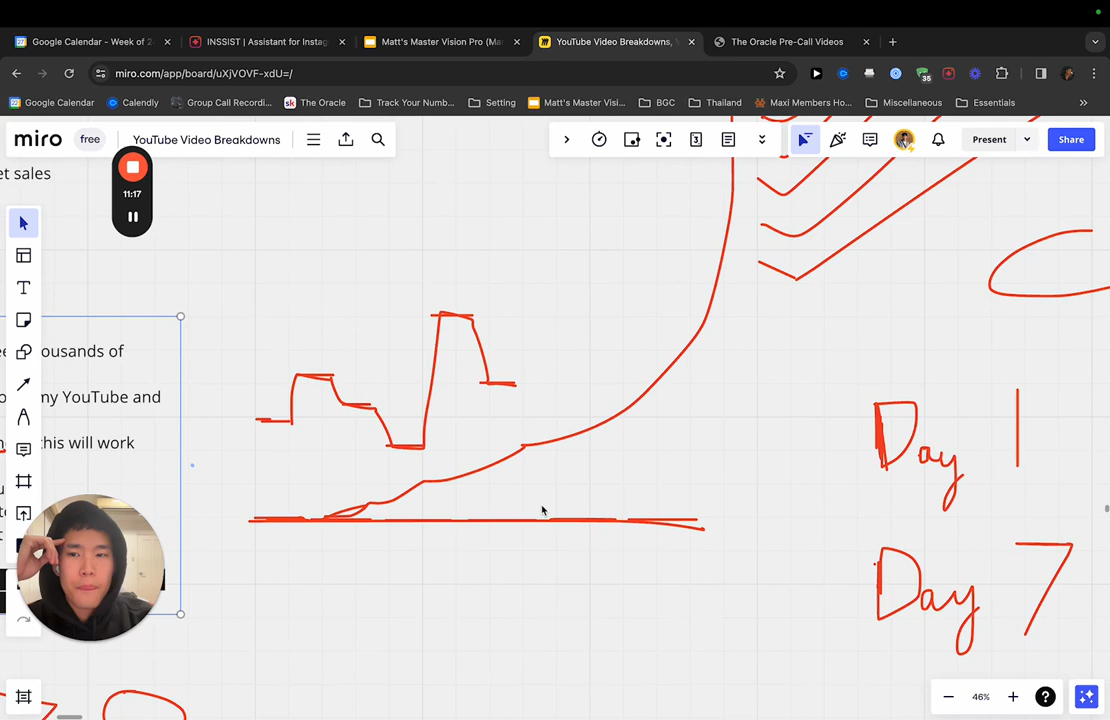 Google Calendar - Week of 2
INSSIST | Assistant for Instag
Matt's Master Vision Pro (Ma
YouTube Video Breakdowns, V
The Oracle Pre-Call Videos
miro.com/app/board/uXjVOVF-xdU=/
35
Google Calendar
Calendly
Group Call Recordi...
sk The Oracle
Track Your Numb...
Setting
Matt's Master Visi...
BGC
Thailand
Maxi Members Ho...
Miscellaneous
Essentials
miro
free
YouTube Video Breakdowns
3
Present
Share
et sales
11:17
T
ousands of
my YouTube and
this will work
Day 1
Day 7
46%
?